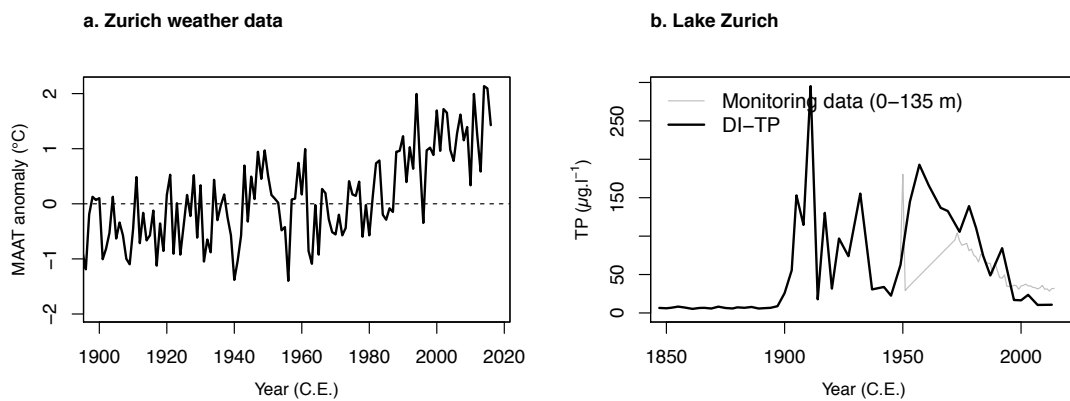 a. Zurich weather data
MAAT anomaly (°C)
2
1
0
−1
−2
1900 1920 1940 1960 1980 2000 2020
Year (C.E.)
b. Lake Zurich
Monitoring data (0−135 m)
DI−TP
TP (µg.l⁻¹)
250
150
50
0
1850 1900 1950 2000
Year (C.E.)